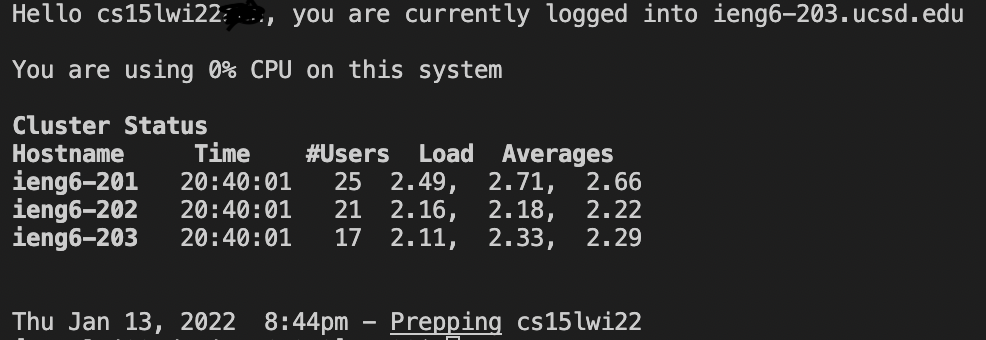 Hello cs15lwi22, you are currently logged into ieng6-203.ucsd.edu
You are using 0% CPU on this system
Cluster Status
Hostname Time #Users Load Averages
ieng6-201 20:40:01 25 2.49, 2.71, 2.66
ieng6-202 20:40:01 21 2.16, 2.18, 2.22
ieng6-203 20:40:01 17 2.11, 2.33, 2.29
Thu Jan 13, 2022 8:44pm - Prepping cs15lwi22